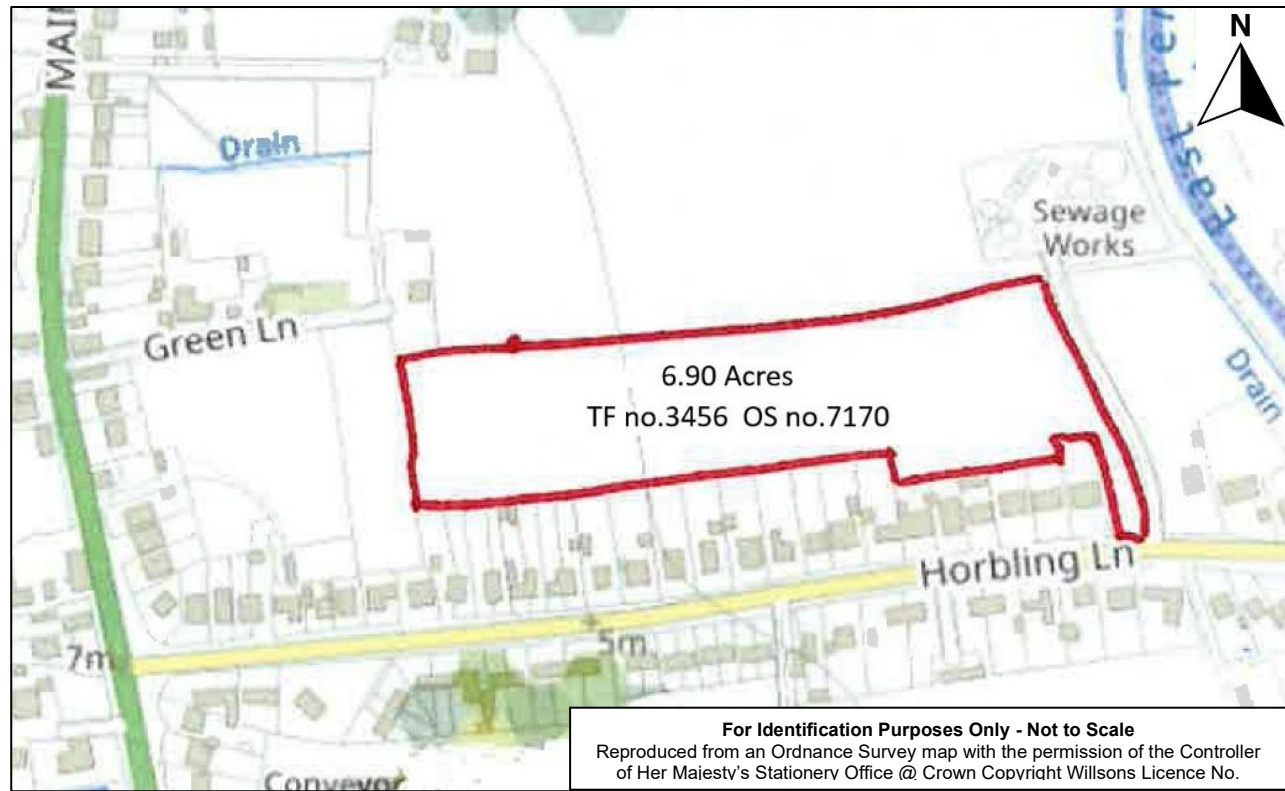 N
MAIN
Drain
Sewage
Works
Green Ln
6.90 Acres
TF no.3456 OS no.7170
Drain
Horbling Ln
7m
5m
Conveyor
For Identification Purposes Only - Not to Scale
Reproduced from an Ordnance Survey map with the permission of the Controller
of Her Majesty's Stationery Office @ Crown Copyright Willsons Licence No.